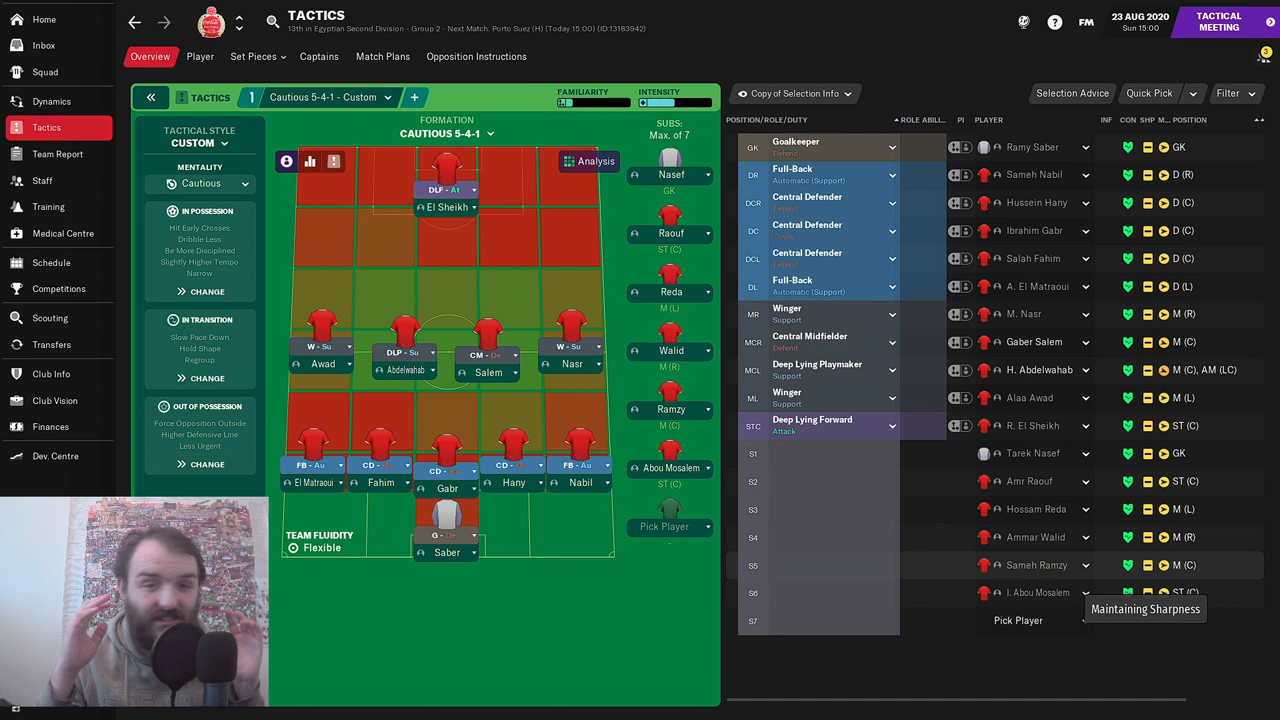 Home
Inbox
Squad
Dynamics
Tactics
Team Report
Staff
Training
Medical Centre
Schedule
Competitions
Scouting
Transfers
Club Info
Club Vision
Finances
Dev. Centre
TACTICS
13th in Egyptian Second Division - Group 2 - Next Match: Porto Suez (H) (Today 15:00) (ID:13183942)
FM
23 AUG 2020
Sun 15:00
TACTICAL MEETING
3
Overview
Player
Set Pieces
Captains
Match Plans
Opposition Instructions
TACTICS
1
Cautious 5-4-1 - Custom
FAMILIARITY
INTENSITY
TACTICAL STYLE
CUSTOM
MENTALITY
Cautious
IN POSSESSION
Hit Early Crosses
Dribble Less
Be More Disciplined
Slightly Higher Tempo
Narrow
CHANGE
IN TRANSITION
Slow Pace Down
Hold Shape
Regroup
CHANGE
OUT OF POSSESSION
Force Opposition Outside
Higher Defensive Line
Less Urgent
CHANGE
FORMATION
CAUTIOUS 5-4-1
Analysis
DLF - At
El Sheikh
W - Su
Awad
DLP - Su
Abdelwahab
CM - De
Salem
W - Su
Nasr
FB - Au
El Matraoui
CD - De
Fahim
CD -
Gabr
CD - De
Hany
FB - Au
Nabil
G - De
Saber
TEAM FLUIDITY
Flexible
SUBS:
Max. of 7
Nasef
GK
Raouf
ST (C)
Reda
M (L)
Walid
M (R)
Ramzy
M (C)
Abou Mosalem
ST (C)
Pick Player
-
Copy of Selection Info
Selection Advice
Quick Pick
Filter
POSITION/ROLE/DUTY
ROLE ABILI...
PI
PLAYER
INF
CON
SHP
M...
POSITION
GK Goalkeeper Defend Ramy Saber GK
DR Full-Back Automatic (Support) Sameh Nabil D (R)
DCR Central Defender Defend Hussein Hany D (C)
DC Central Defender Cover Ibrahim Gabr D (C)
DCL Central Defender Defend Salah Fahim D (C)
DL Full-Back Automatic (Support) A. El Matraoui D (L)
MR Winger Support M. Nasr M (R)
MCR Central Midfielder Defend Gaber Salem M (C)
MCL Deep Lying Playmaker Support H. Abdelwahab M (C), AM (LC)
ML Winger Support Alaa Awad M (L)
STC Deep Lying Forward Attack R. El Sheikh ST (C)
S1 Tarek Nasef GK
S2 Amr Raouf ST (C)
S3 Hossam Reda M (L)
S4 Ammar Walid M (R)
S5 Sameh Ramzy M (C)
S6 I. Abou Mosalem ST (C)
S7 Pick Player
Maintaining Sharpness